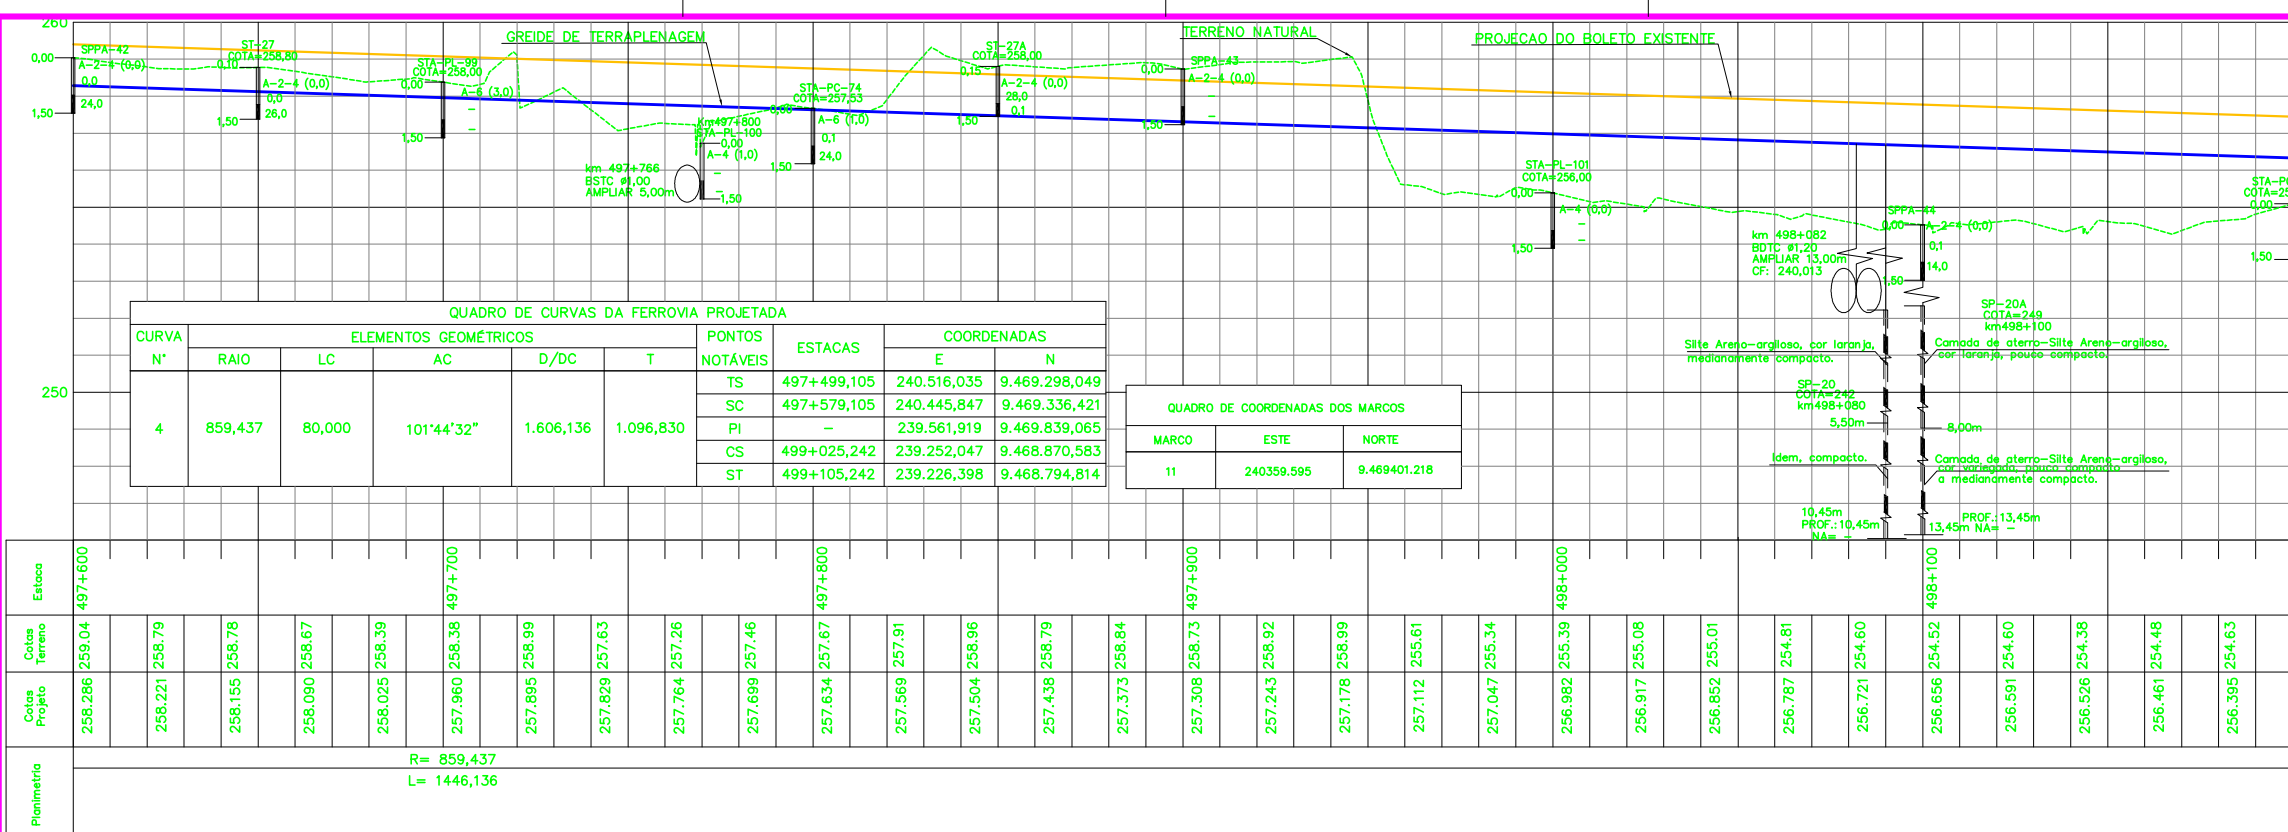 260
0,00
SPPA-42
A-2-4 (0,0)
0,0
24,0
1,50
ST-27
COTA=258,80
0,10
A-2-4 (0,0)
0,0
26,0
1,50
STA-PL-99
COTA=258,00
0,00
A-6 (3,0)
-
-
1,50
GREIDE DE TERRAPLENAGEM
km 497+766
BSTC ø1,00
AMPLIAR 5,00m
Km497+800
STA-PL-100
0,00
A-4 (1,0)
-
-
1,50
STA-PC-74
COTA=257,53
0,00
A-6 (1,0)
0,1
24,0
1,50
ST-27A
COTA=258,00
0,15
A-2-4 (0,0)
28,0
0,1
1,50
TERRENO NATURAL
SPPA-43
0,00
A-2-4 (0,0)
-
-
1,50
PROJECAO DO BOLETO EXISTENTE
STA-PL-101
COTA=256,00
0,00
A-4 (0,0)
-
-
1,50
km 498+082
BDTC ø1,20
AMPLIAR 13,00m
CF: 240,013
SPPA-44
0,00
A-2-4 (0,0)
0,1
14,0
1,50
0,00
1,50
SP-20A
COTA=249
km498+100
Silte Areno-argiloso, cor laranja,
medianamente compacto.
Camada de aterro-Silte Areno-argiloso,
cor laranja, pouco compacto.
SP-20
COTA=242
km498+080
5,50m
8,00m
Idem, compacto.
Camada de aterro-Silte Areno-argiloso,
cor variegada, pouco compacto
a medianamente compacto.
10,45m
PROF.:10,45m
NA= -
PROF.:13,45m
13,45m NA= -
250
QUADRO DE CURVAS DA FERROVIA PROJETADA
CURVA N° ELEMENTOS GEOMÉTRICOS PONTOS NOTÁVEIS ESTACAS COORDENADAS
RAIO LC AC D/DC T E N
4 859,437 80,000 101°44'32" 1.606,136 1.096,830
TS 497+499,105 240.516,035 9.469.298,049
SC 497+579,105 240.445,847 9.469.336,421
PI - 239.561,919 9.469.839,065
CS 499+025,242 239.252,047 9.468.870,583
ST 499+105,242 239.226,398 9.468.794,814
QUADRO DE COORDENADAS DOS MARCOS
MARCO ESTE NORTE
11 240359.595 9.469401.218
Estaca 497+600 497+700 497+800 497+900 498+000 498+100
Cotas Terreno 259.04 258.79 258.78 258.67 258.39 258.38 258.99 257.63 257.26 257.46 257.67 257.91 258.96 258.79 258.84 258.73 258.92 258.99 255.61 255.34 255.39 255.08 255.01 254.81 254.60 254.52 254.60 254.38 254.48 254.63
Cotas Projeto 258.286 258.221 258.155 258.090 258.025 257.960 257.895 257.829 257.764 257.699 257.634 257.569 257.504 257.438 257.373 257.308 257.243 257.178 257.112 257.047 256.982 256.917 256.852 256.787 256.721 256.656 256.591 256.526 256.461 256.395
Planimetria
R= 859,437
L= 1446,136